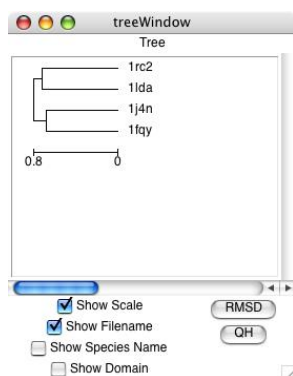 treeWindow
Tree
1rc2
1lda
1j4n
1fqy
0.8 0
Show Scale RMSD
Show Filename QH
Show Species Name
Show Domain